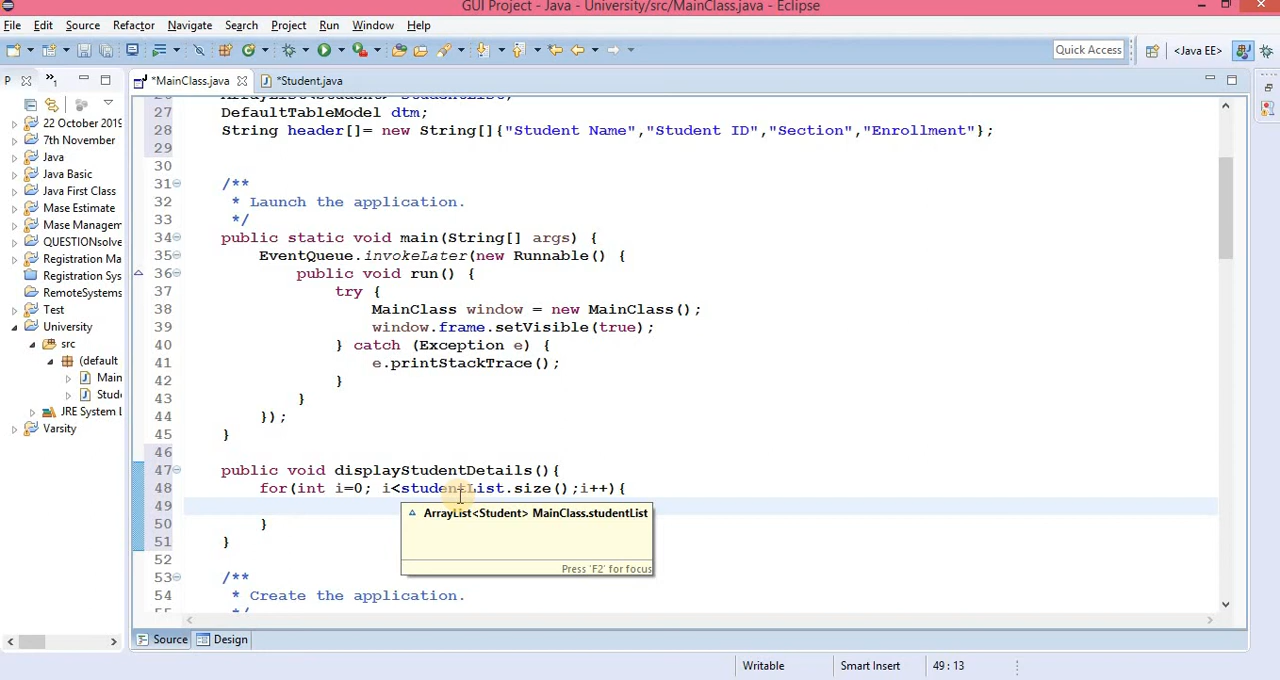 GUI Project - Java - University/src/MainClass.java - Eclipse
File Edit Source Refactor Navigate Search Project Run Window Help
Quick Access <Java EE>
P *MainClass.java *Student.java
22 October 2019
7th November
Java
Java Basic
Java First Class
Mase Estimate
Mase Managem
QUESTIONsolve
Registration Ma
Registration Sys
RemoteSystems
Test
University
src
(default
Main
Stude
JRE System L
Varsity
27 DefaultTableModel dtm;
28 String header[]= new String[]{"Student Name","Student ID","Section","Enrollment"};
29
30
31 /**
32 * Launch the application.
33 */
34 public static void main(String[] args) {
35 EventQueue.invokeLater(new Runnable() {
36 public void run() {
37 try {
38 MainClass window = new MainClass();
39 window.frame.setVisible(true);
40 } catch (Exception e) {
41 e.printStackTrace();
42 }
43 }
44 });
45 }
46
47 public void displayStudentDetails(){
48 for(int i=0; i<studentList.size();i++){
49
50 }
51 }
52
53 /**
54 * Create the application.
ArrayList<Student> MainClass.studentList
Press 'F2' for focus
Source Design
Writable Smart Insert 49 : 13